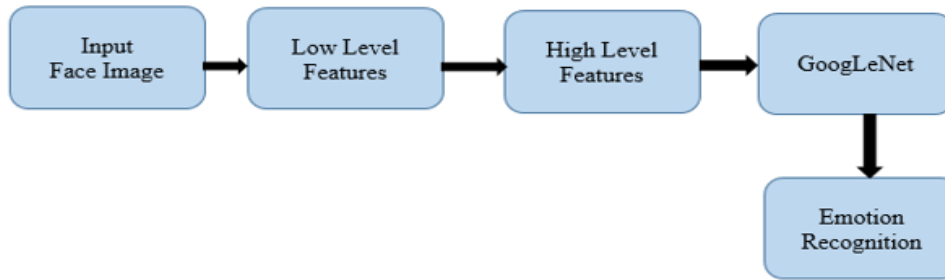 Input
Face Image
Low Level
Features
High Level
Features
GoogLeNet
Emotion
Recognition